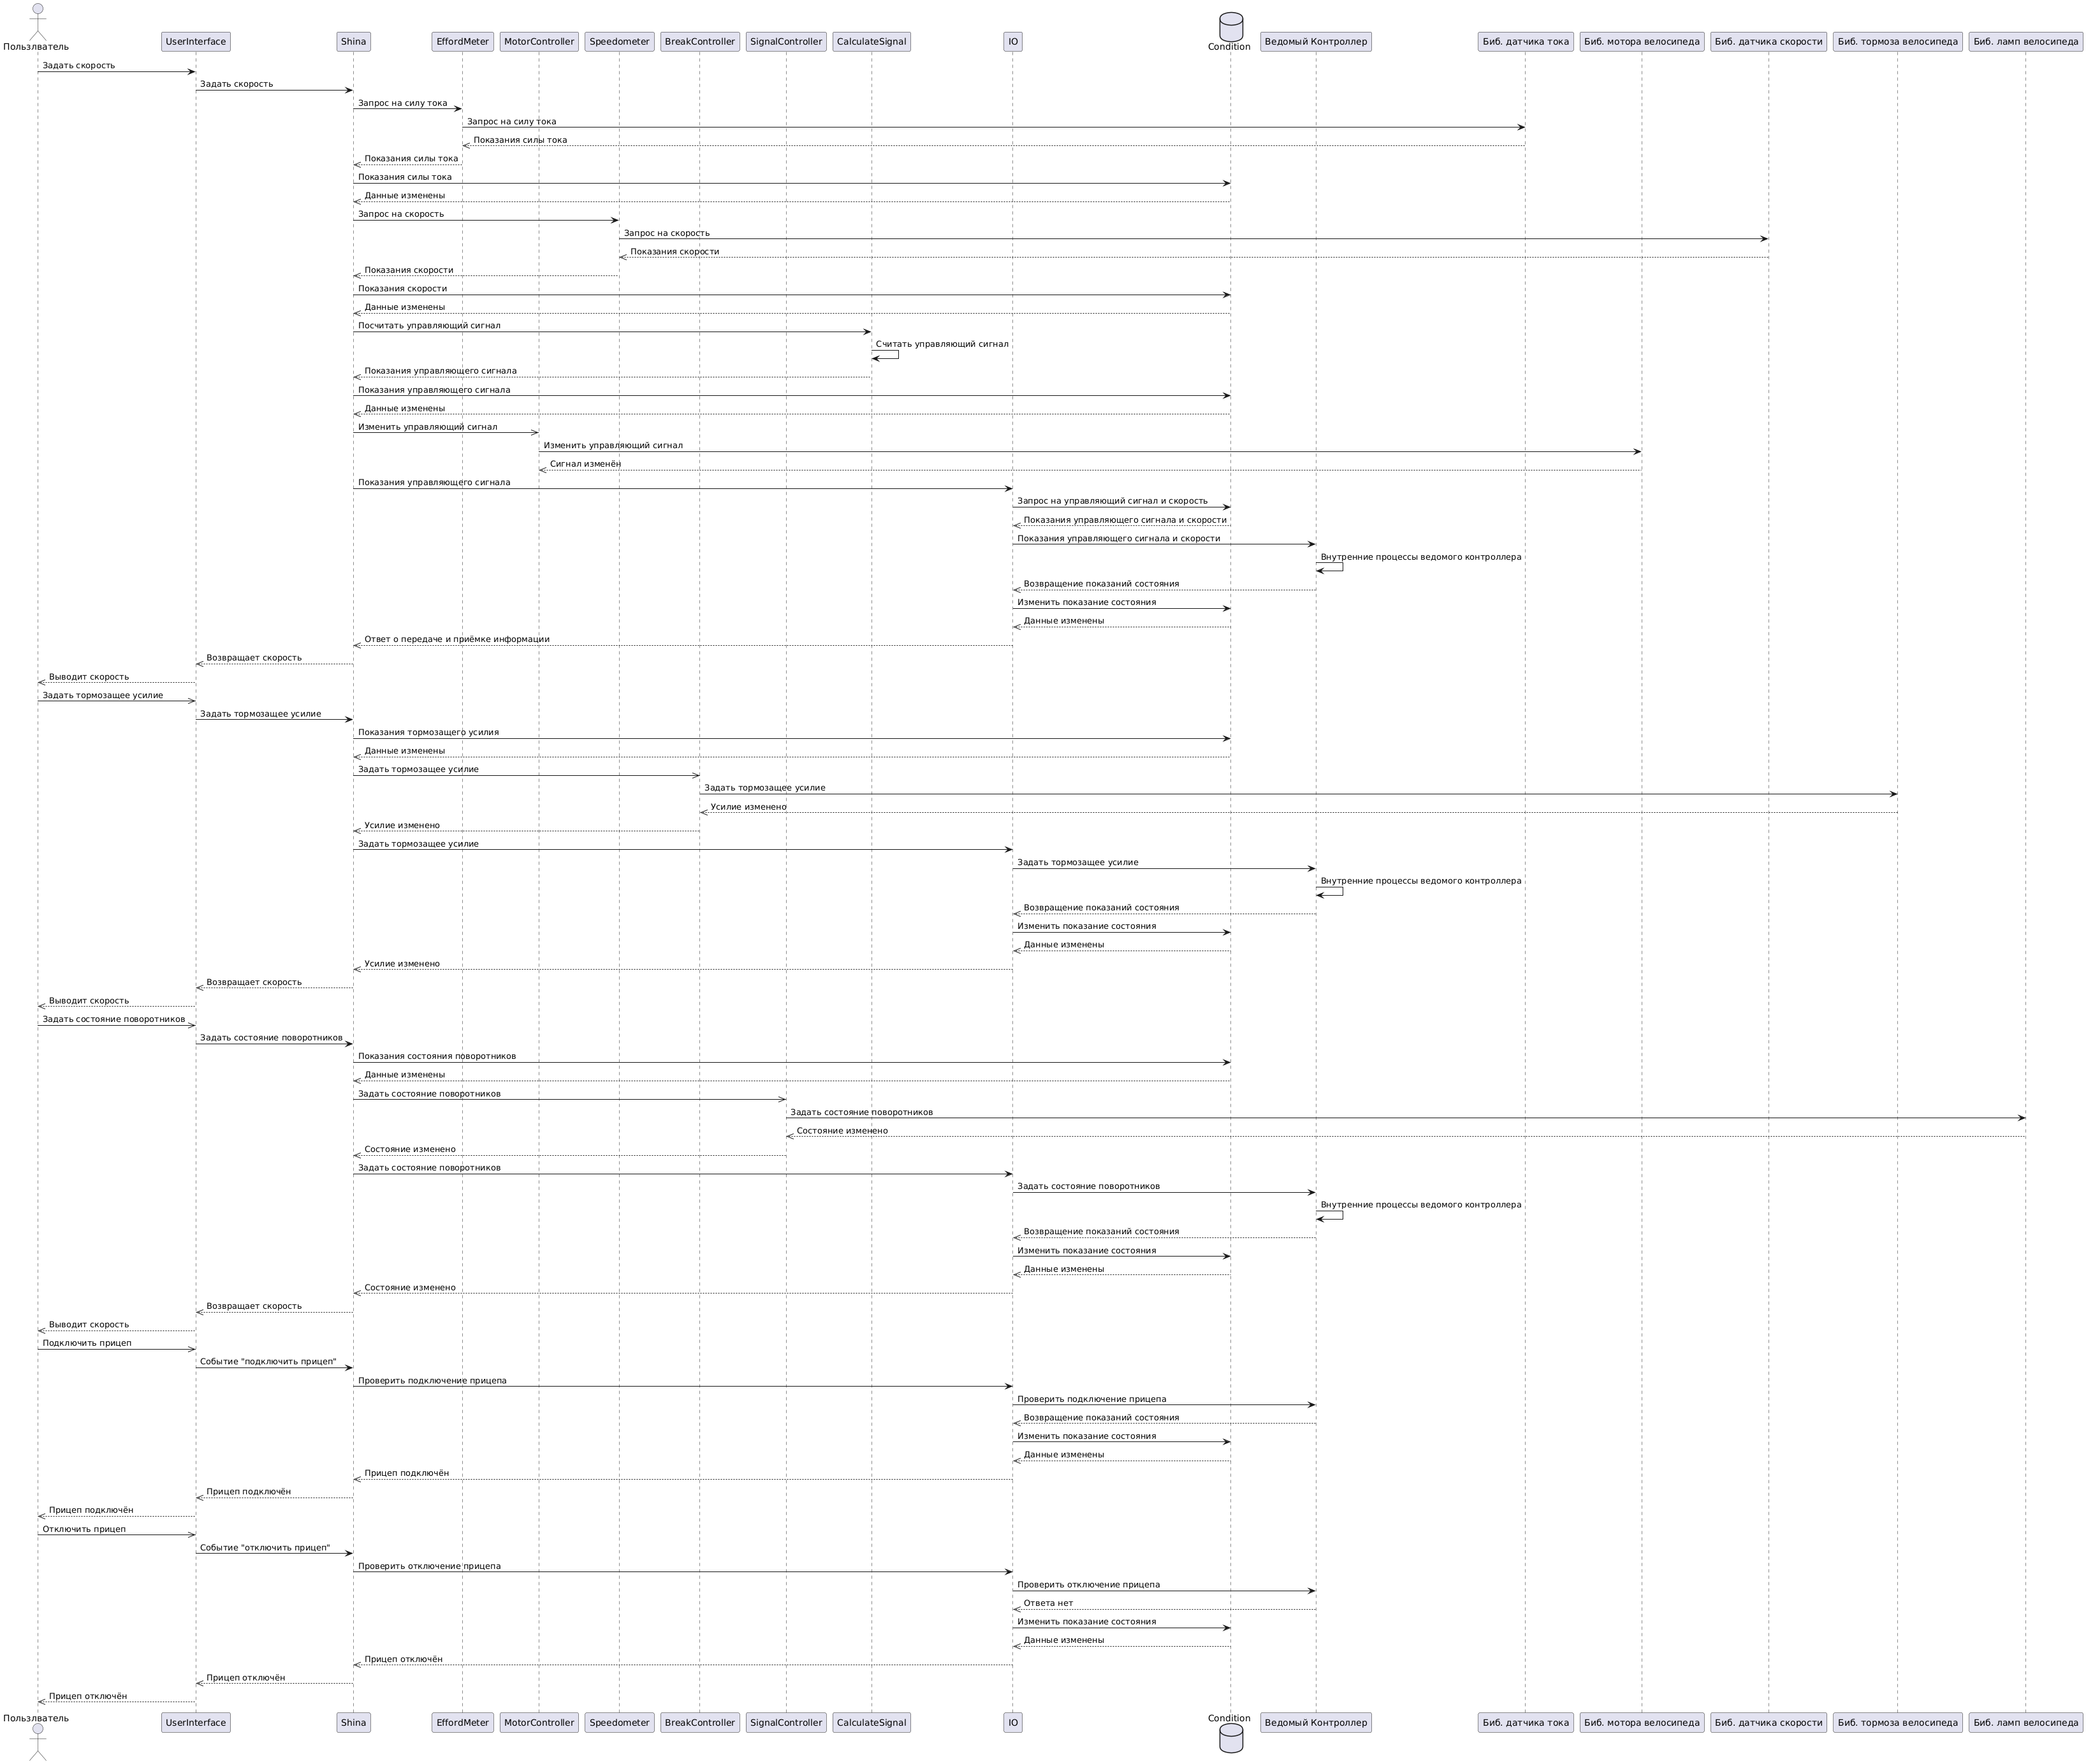 Пользлватель
UserInterface
Shina
EffordMeter
MotorController
Speedometer
BreakController
SignalController
CalculateSignal
IO
Condition
Ведомый Контроллер
Биб. датчика тока
Биб. мотора велосипеда
Биб. датчика скорости
Биб. тормоза велосипеда
Биб. ламп велосипеда
Задать скорость
Задать скорость
Запрос на силу тока
Запрос на силу тока
Показания силы тока
Показания силы тока
Показания силы тока
Данные изменены
Запрос на скорость
Запрос на скорость
Показания скорости
Показания скорости
Показания скорости
Данные изменены
Посчитать управляющий сигнал
Считать управляющий сигнал
Показания управляющего сигнала
Показания управляющего сигнала
Данные изменены
Изменить управляющий сигнал
Изменить управляющий сигнал
Сигнал изменён
Показания управляющего сигнала
Запрос на управляющий сигнал и скорость
Показания управляющего сигнала и скорости
Показания управляющего сигнала и скорости
Внутренние процессы ведомого контроллера
Возвращение показаний состояния
Изменить показание состояния
Данные изменены
Ответ о передаче и приёмке информации
Возвращает скорость
Выводит скорость
Задать тормозащее усилие
Задать тормозащее усилие
Показания тормозащего усилия
Данные изменены
Задать тормозащее усилие
Задать тормозащее усилие
Усилие изменено
Усилие изменено
Задать тормозащее усилие
Задать тормозащее усилие
Внутренние процессы ведомого контроллера
Возвращение показаний состояния
Изменить показание состояния
Данные изменены
Усилие изменено
Возвращает скорость
Выводит скорость
Задать состояние поворотников
Задать состояние поворотников
Показания состояния поворотников
Данные изменены
Задать состояние поворотников
Задать состояние поворотников
Состояние изменено
Состояние изменено
Задать состояние поворотников
Задать состояние поворотников
Внутренние процессы ведомого контроллера
Возвращение показаний состояния
Изменить показание состояния
Данные изменены
Состояние изменено
Возвращает скорость
Выводит скорость
Подключить прицеп
Событие "подключить прицеп"
Проверить подключение прицепа
Проверить подключение прицепа
Возвращение показаний состояния
Изменить показание состояния
Данные изменены
Прицеп подключён
Прицеп подключён
Прицеп подключён
Отключить прицеп
Событие "отключить прицеп"
Проверить отключение прицепа
Проверить отключение прицепа
Ответа нет
Изменить показание состояния
Данные изменены
Прицеп отключён
Прицеп отключён
Прицеп отключён
Пользлватель
UserInterface
Shina
EffordMeter
MotorController
Speedometer
BreakController
SignalController
CalculateSignal
IO
Condition
Ведомый Контроллер
Биб. датчика тока
Биб. мотора велосипеда
Биб. датчика скорости
Биб. тормоза велосипеда
Биб. ламп велосипеда